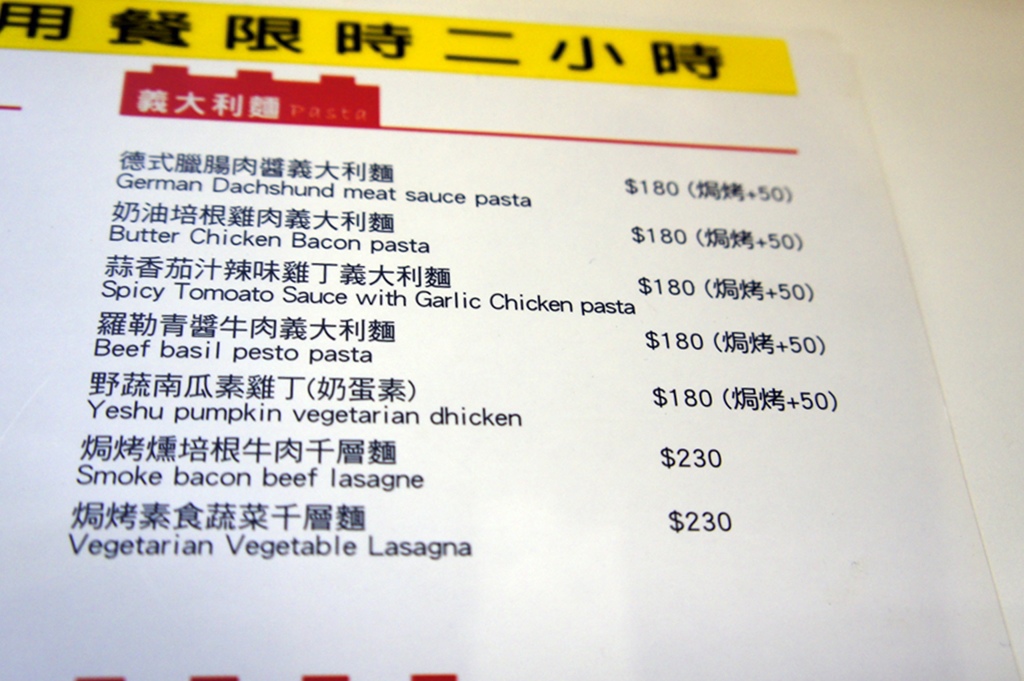 用餐限時二小時
義大利麵 Pasta
德式臘腸肉醬義大利麵
German Dachshund meat sauce pasta $180 (焗烤+50)
奶油培根雞肉義大利麵
Butter Chicken Bacon pasta $180 (焗烤+50)
蒜香茄汁辣味雞丁義大利麵
Spicy Tomoato Sauce with Garlic Chicken pasta $180 (焗烤+50)
羅勒青醬牛肉義大利麵
Beef basil pesto pasta $180 (焗烤+50)
野蔬南瓜素雞丁(奶蛋素)
Yeshu pumpkin vegetarian dhicken $180 (焗烤+50)
焗烤燻培根牛肉千層麵
Smoke bacon beef lasagne $230
焗烤素食蔬菜千層麵
Vegetarian Vegetable Lasagna $230